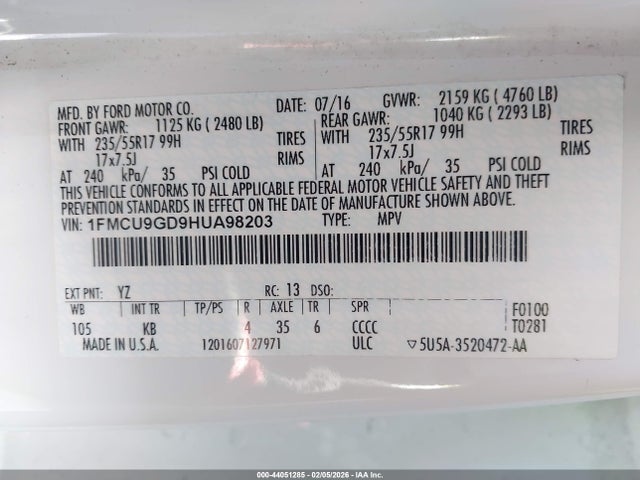 MFD. BY FORD MOTOR CO. DATE: 07/16 GVWR: 2159 KG ( 4760 LB)
FRONT GAWR: 1125 KG ( 2480 LB) REAR GAWR: 1040 KG ( 2293 LB)
WITH 235/55R17 99H TIRES WITH 235/55R17 99H TIRES
17x7.5J RIMS 17x7.5J RIMS
AT 240 kPa/ 35 PSI COLD AT 240 kPa/ 35 PSI COLD
THIS VEHICLE CONFORMS TO ALL APPLICABLE FEDERAL MOTOR VEHICLE SAFETY AND THEFT
PREVENTION STANDARDS IN EFFECT ON THE DATE OF MANUFACTURE SHOWN ABOVE.
VIN: 1FMCU9GD9HUA98203 TYPE: MPV
EXT PNT: YZ RC: 13 DSO:
WB INT TR TP/PS R AXLE TR SPR F0100
105 KB 4 35 6 CCCC T0281
MADE IN U.S.A. 1201607127971 ULC ▽5U5A-3520472-AA
000-44051285 - 02/05/2026 - IAA Inc.